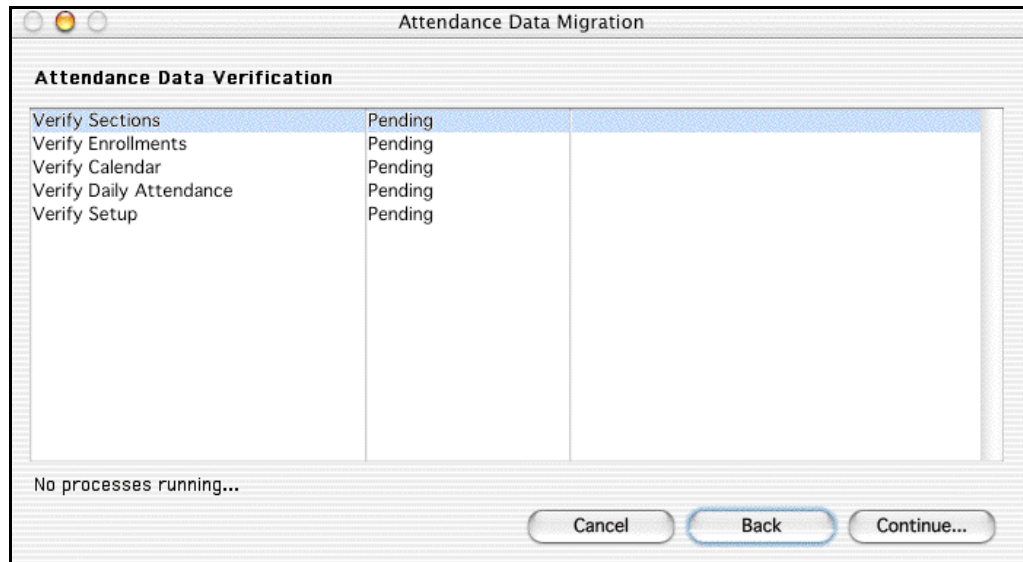 Attendance Data Migration
Attendance Data Verification
Verify Sections Pending
Verify Enrollments Pending
Verify Calendar Pending
Verify Daily Attendance Pending
Verify Setup Pending
No processes running...
Cancel Back Continue...